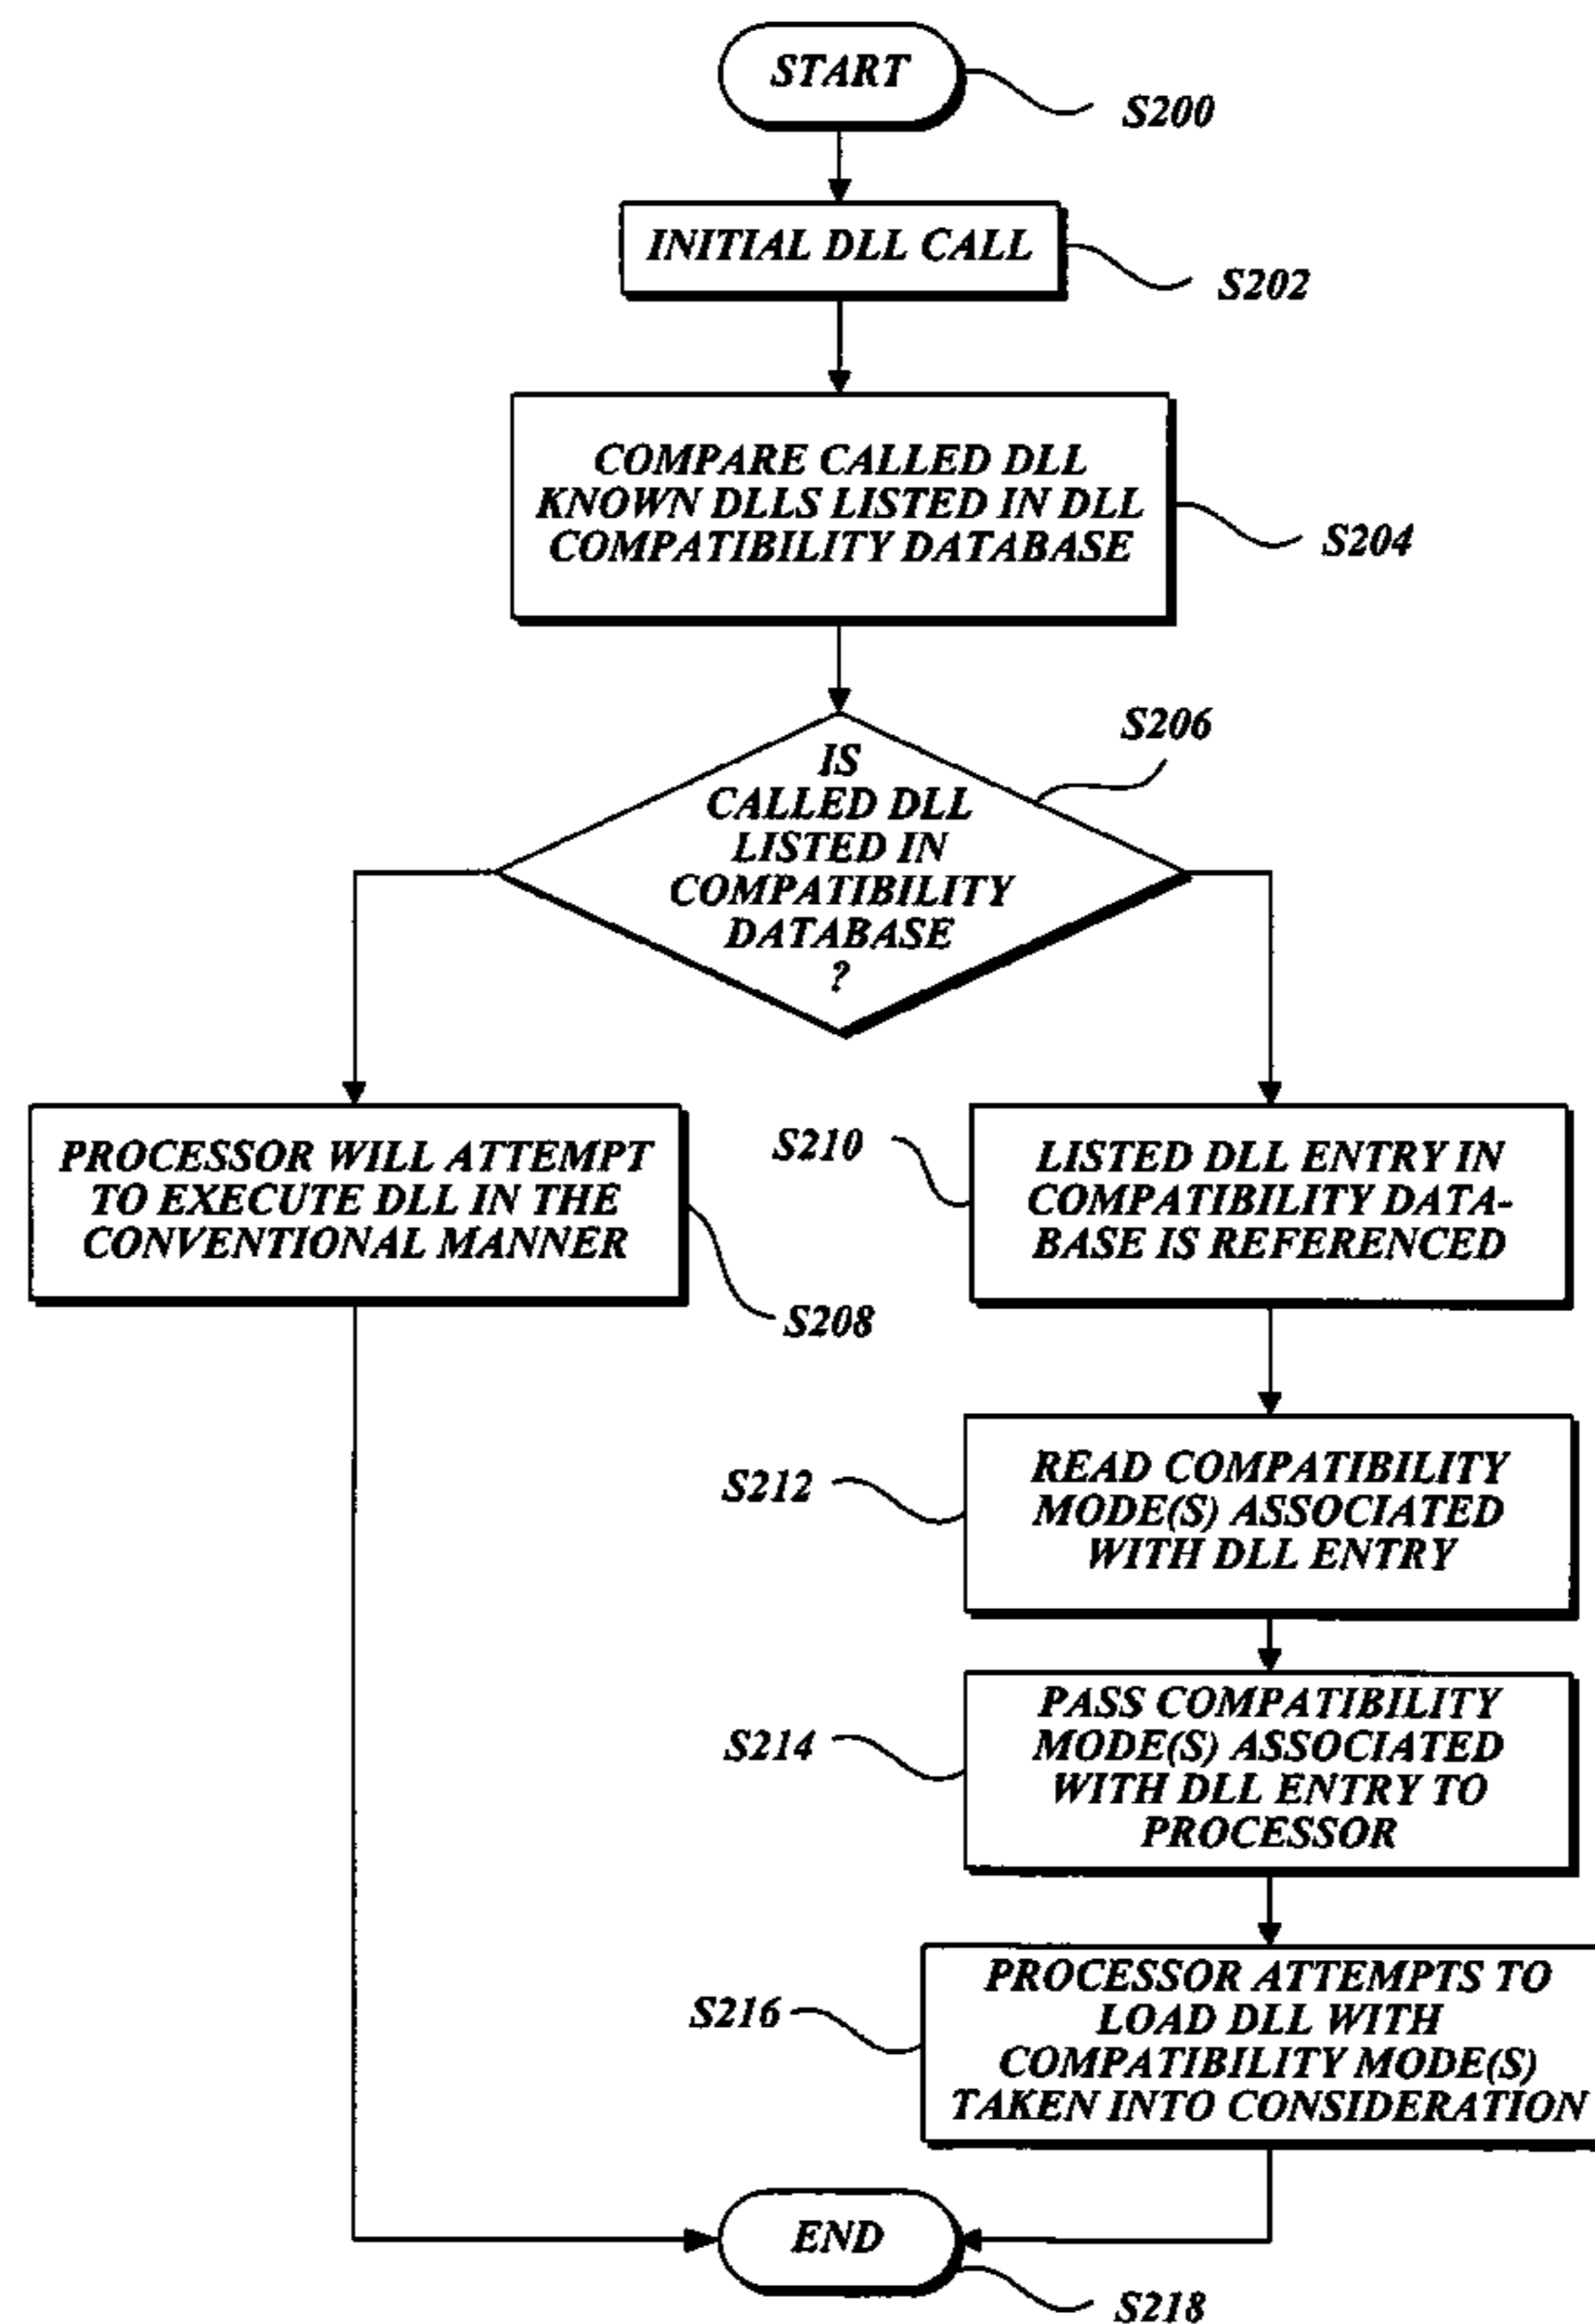 START
S200
INITIAL DLL CALL
S202
COMPARE CALLED DLL
KNOWN DLLS LISTED IN DLL
COMPATIBILITY DATABASE
S204
S206
IS
CALLED DLL
LISTED IN
COMPATIBILITY
DATABASE
?
PROCESSOR WILL ATTEMPT
TO EXECUTE DLL IN THE
CONVENTIONAL MANNER
S208
S210
LISTED DLL ENTRY IN
COMPATIBILITY DATA-
BASE IS REFERENCED
S212
READ COMPATIBILITY
MODE(S) ASSOCIATED
WITH DLL ENTRY
S214
PASS COMPATIBILITY
MODE(S) ASSOCIATED
WITH DLL ENTRY TO
PROCESSOR
S216
PROCESSOR ATTEMPTS TO
LOAD DLL WITH
COMPATIBILITY MODE(S)
TAKEN INTO CONSIDERATION
END
S218